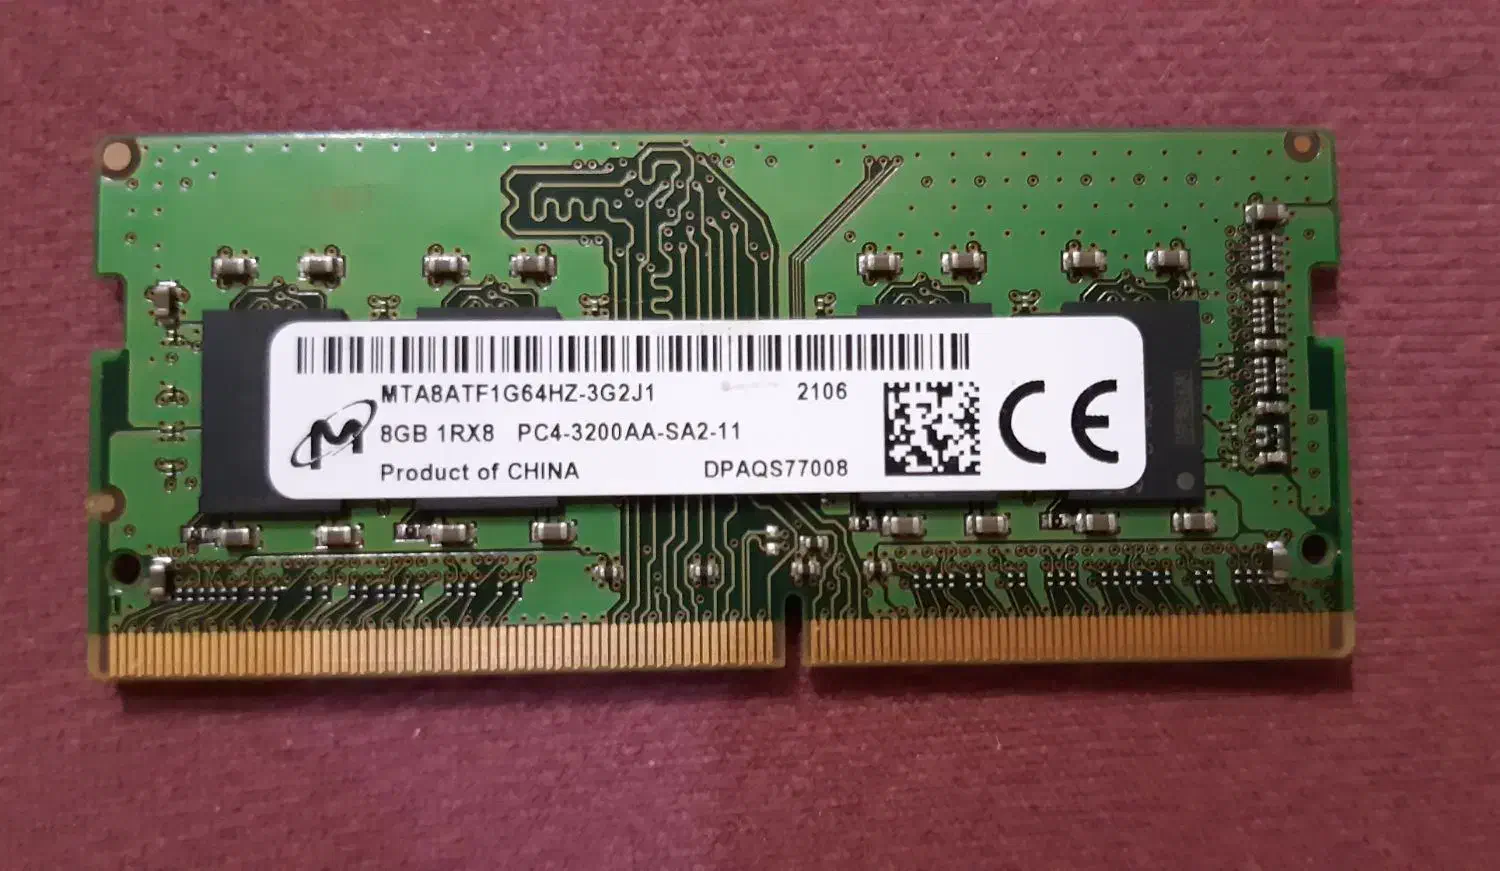 MTA8ATF1G64HZ-3G2J1 2106
8GB 1RX8 PC4-3200AA-SA2-11
Product of CHINA DPAQS77008
CE